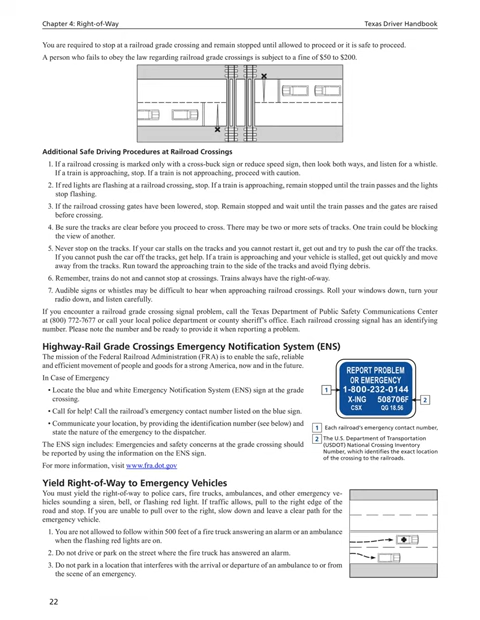 Chapter 4: Right-of-Way
Texas Driver Handbook
You are required to stop at a railroad grade crossing and remain stopped until allowed to proceed or it is safe to proceed.
A person who fails to obey the law regarding railroad grade crossings is subject to a fine of $50 to $200.
Additional Safe Driving Procedures at Railroad Crossings
1. If a railroad crossing is marked only with a cross-buck sign or reduce speed sign, then look both ways, and listen for a whistle.
If a train is approaching, stop. If a train is not approaching, proceed with caution.
2. If red lights are flashing at a railroad crossing, stop. If a train is approaching, remain stopped until the train passes and the lights
stop flashing.
3. If the railroad crossing gates have been lowered, stop. Remain stopped and wait until the train passes and the gates are raised
before crossing.
4. Be sure the tracks are clear before you proceed to cross. There may be two or more sets of tracks. One train could be blocking
the view of another.
5. Never stop on the tracks. If your car stalls on the tracks and you cannot restart it, get out and try to push the car off the tracks.
If you cannot push the car off the tracks, get help. If a train is approaching and your vehicle is stalled, get out quickly and move
away from the tracks. Run toward the approaching train to the side of the tracks and avoid flying debris.
6. Remember, trains do not and cannot stop at crossings. Trains always have the right-of-way.
7. Audible signs or whistles may be difficult to hear when approaching railroad crossings. Roll your windows down, turn your
radio down, and listen carefully.
If you encounter a railroad grade crossing signal problem, call the Texas Department of Public Safety Communications Center
at (800) 772-7677 or call your local police department or county sheriff's office. Each railroad crossing signal has an identifying
number. Please note the number and be ready to provide it when reporting a problem.
Highway-Rail Grade Crossings Emergency Notification System (ENS)
The mission of the Federal Railroad Administration (FRA) is to enable the safe, reliable
and efficient movement of people and goods for a strong America, now and in the future.
In Case of Emergency
• Locate the blue and white Emergency Notification System (ENS) sign at the grade
crossing.
• Call for help! Call the railroad's emergency contact number listed on the blue sign.
• Communicate your location, by providing the identification number (see below) and
state the nature of the emergency to the dispatcher.
The ENS sign includes: Emergencies and safety concerns at the grade crossing should
be reported by using the information on the ENS sign.
For more information, visit www.fra.dot.gov
REPORT PROBLEM
OR EMERGENCY
1 1-800-232-0144
X-ING 508706F 2
CSX QG 18.56
1 Each railroad's emergency contact number,
2 The U.S. Department of Transportation
(USDOT) National Crossing Inventory
Number, which identifies the exact location
of the crossing to the railroads.
Yield Right-of-Way to Emergency Vehicles
You must yield the right-of-way to police cars, fire trucks, ambulances, and other emergency ve-
hicles sounding a siren, bell, or flashing red light. If traffic allows, pull to the right edge of the
road and stop. If you are unable to pull over to the right, slow down and leave a clear path for the
emergency vehicle.
1. You are not allowed to follow within 500 feet of a fire truck answering an alarm or an ambulance
when the flashing red lights are on.
2. Do not drive or park on the street where the fire truck has answered an alarm.
3. Do not park in a location that interferes with the arrival or departure of an ambulance to or from
the scene of an emergency.
22